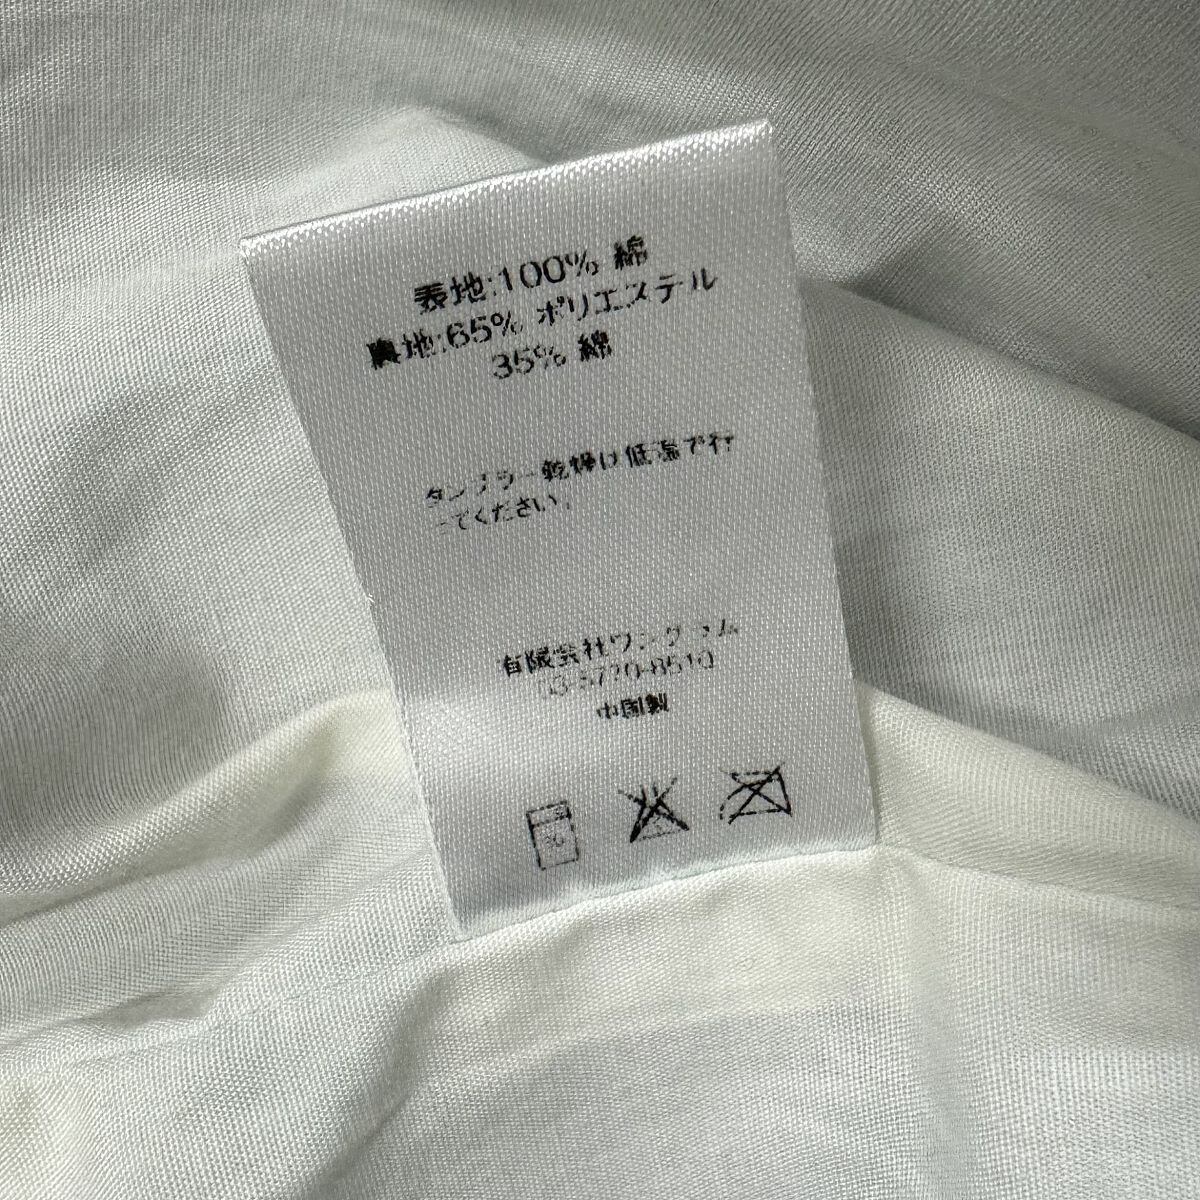 表地:100% 綿
裏地:65% ポリエステル
35% 綿
タンブラー乾燥は低温で行
ってください。
有限会社ワングラム
03-5770-8510
中国製